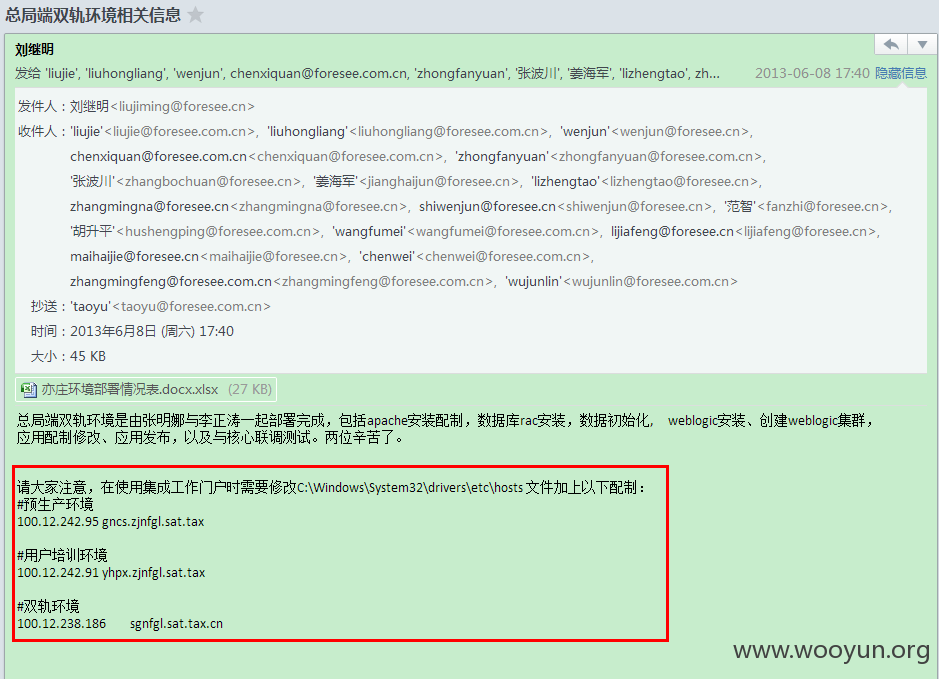 总局端双轨环境相关信息
刘继明
发给 'liujie', 'liuhongliang', 'wenjun', chenxiquan@foresee.com.cn, 'zhongfanyuan', '张波川', '姜海军', 'lizhengtao', zh... 2013-06-08 17:40 隐藏信息
发件人：刘继明<liujiming@foresee.cn>
收件人：'liujie'<liujie@foresee.com.cn>, 'liuhongliang'<liuhongliang@foresee.com.cn>, 'wenjun'<wenjun@foresee.cn>,
chenxiquan@foresee.com.cn<chenxiquan@foresee.com.cn>, 'zhongfanyuan'<zhongfanyuan@foresee.com.cn>,
'张波川'<zhangbochuan@foresee.cn>, '姜海军'<jianghaijun@foresee.cn>, 'lizhengtao'<lizhengtao@foresee.cn>,
zhangmingna@foresee.cn<zhangmingna@foresee.cn>, shiwenjun@foresee.cn<shiwenjun@foresee.cn>, '范智'<fanzhi@foresee.com.cn>,
'胡升平'<hushengping@foresee.com.cn>, 'wangfumei'<wangfumei@foresee.com.cn>, lijiafeng@foresee.cn<lijiafeng@foresee.cn>,
maihaijie@foresee.cn<maihaijie@foresee.cn>, 'chenwei'<chenwei@foresee.com.cn>,
zhangmingfeng@foresee.com.cn<zhangmingfeng@foresee.com.cn>, 'wujunlin'<wujunlin@foresee.com.cn>
抄送：'taoyu'<taoyu@foresee.com.cn>
时间：2013年6月8日 (周六) 17:40
大小：45 KB
亦庄环境部署情况表.docx.xlsx (27 KB)
总局端双轨环境是由张明娜与李正涛一起部署完成，包括apache安装配制，数据库rac安装，数据初始化， weblogic安装、创建weblogic集群，
应用配制修改、应用发布，以及与核心联调测试。两位辛苦了。
请大家注意，在使用集成工作门户时需要修改C:\Windows\System32\drivers\etc\hosts 文件加上以下配制：
#预生产环境
100.12.242.95 gncs.zjnfgl.sat.tax
#用户培训环境
100.12.242.91 yhpx.zjnfgl.sat.tax
#双轨环境
100.12.238.186 sgnfgl.sat.tax.cn
www.wooyun.org